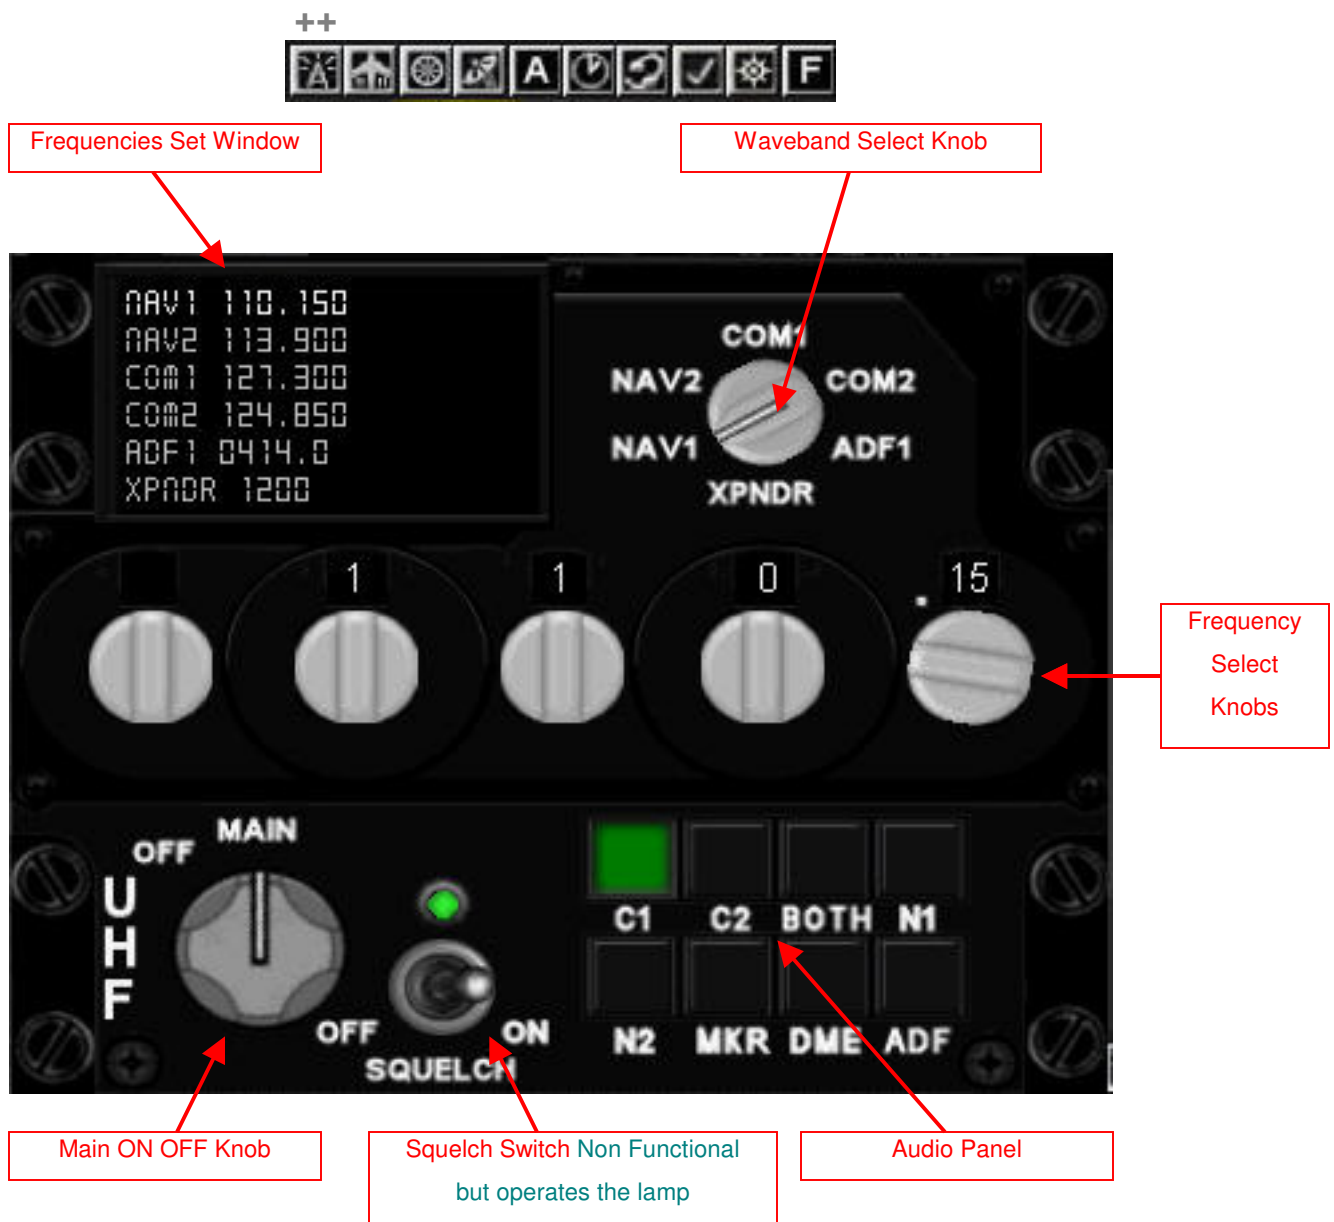 ++
A F
Frequencies Set Window
Waveband Select Knob
NAV1 110.150
NAV2 113.900
COM1 127.300
COM2 124.850
ADF1 0414.0
XPNDR 1200
COM1
NAV2 COM2
NAV1 ADF1
XPNDR
1 1 0 15
Frequency
Select
Knobs
MAIN
OFF
UHF
C1 C2 BOTH N1
OFF ON
SQUELCH
N2 MKR DME ADF
Main ON OFF Knob
Squelch Switch Non Functional
but operates the lamp
Audio Panel